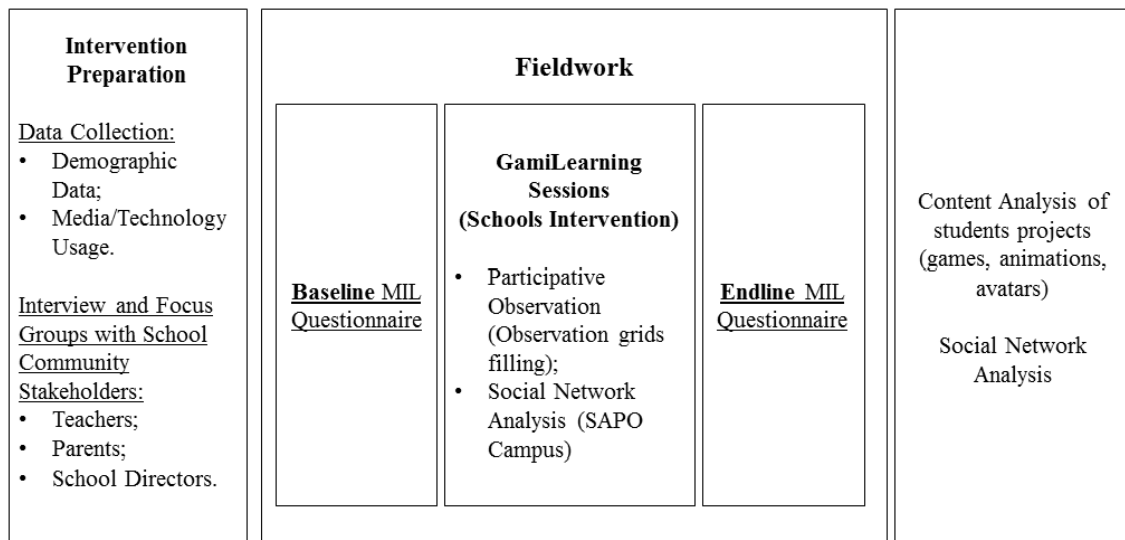 Intervention
Preparation
Data Collection:
• Demographic
Data;
• Media/Technology
Usage.
Interview and Focus
Groups with School
Community
Stakeholders:
• Teachers;
• Parents;
• School Directors.
Fieldwork
Baseline MIL
Questionnaire
GamiLearning
Sessions
(Schools Intervention)
• Participative
Observation
(Observation grids
filling);
• Social Network
Analysis (SAPO
Campus)
Endline MIL
Questionnaire
Content Analysis of
students projects
(games, animations,
avatars)
Social Network
Analysis